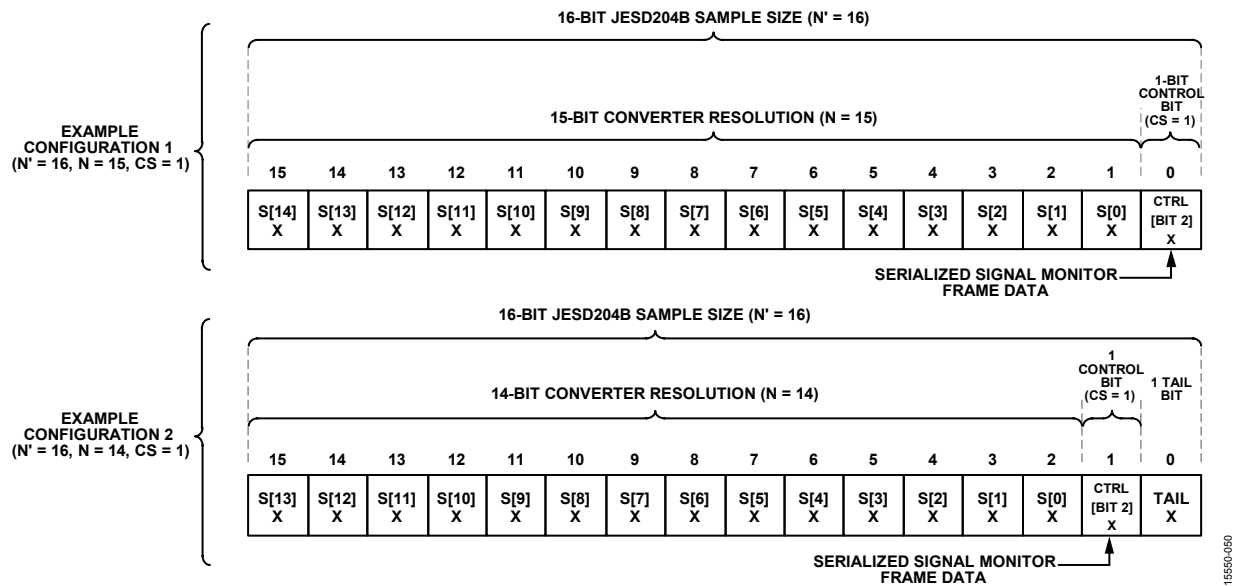 16-BIT JESD204B SAMPLE SIZE (N' = 16)
1-BIT
CONTROL
BIT
(CS = 1)
15-BIT CONVERTER RESOLUTION (N = 15)
EXAMPLE
CONFIGURATION 1
(N' = 16, N = 15, CS = 1)
15 14 13 12 11 10 9 8 7 6 5 4 3 2 1 0
S[14] S[13] S[12] S[11] S[10] S[9] S[8] S[7] S[6] S[5] S[4] S[3] S[2] S[1] S[0] CTRL
[BIT 2]
X X X X X X X X X X X X X X X X
SERIALIZED SIGNAL MONITOR
FRAME DATA
16-BIT JESD204B SAMPLE SIZE (N' = 16)
1
CONTROL
BIT
(CS = 1)
1 TAIL
BIT
14-BIT CONVERTER RESOLUTION (N = 14)
EXAMPLE
CONFIGURATION 2
(N' = 16, N = 14, CS = 1)
15 14 13 12 11 10 9 8 7 6 5 4 3 2 1 0
S[13] S[12] S[11] S[10] S[9] S[8] S[7] S[6] S[5] S[4] S[3] S[2] S[1] S[0] CTRL TAIL
[BIT 2]
X X X X X X X X X X X X X X X X
SERIALIZED SIGNAL MONITOR
FRAME DATA
15550-050